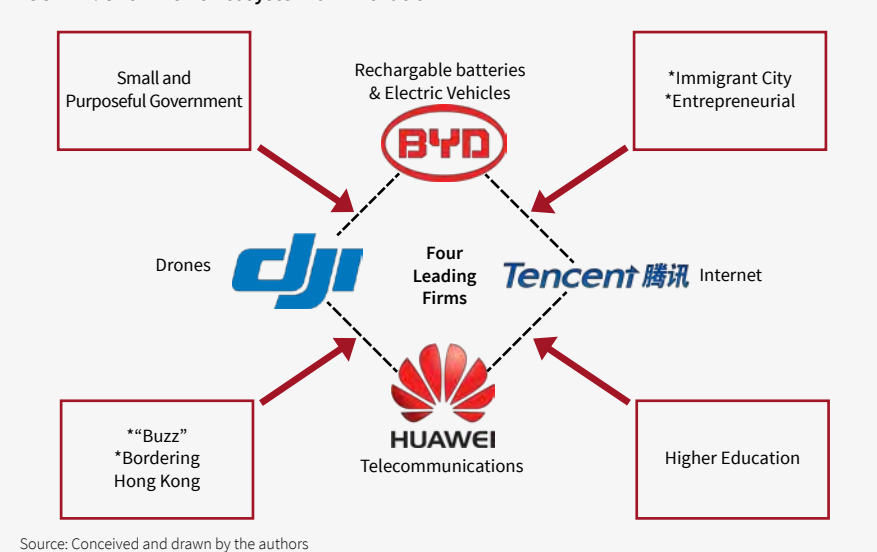 Small and
Purposeful Government
Rechargable batteries
& Electric Vehicles
*Immigrant City
*Entrepreneurial
BYD
Drones
dji
Four
Leading
Firms
Tencent 腾讯
Internet
HUAWEI
Telecommunications
*“Buzz”
*Bordering
Hong Kong
Higher Education
Source: Conceived and drawn by the authors